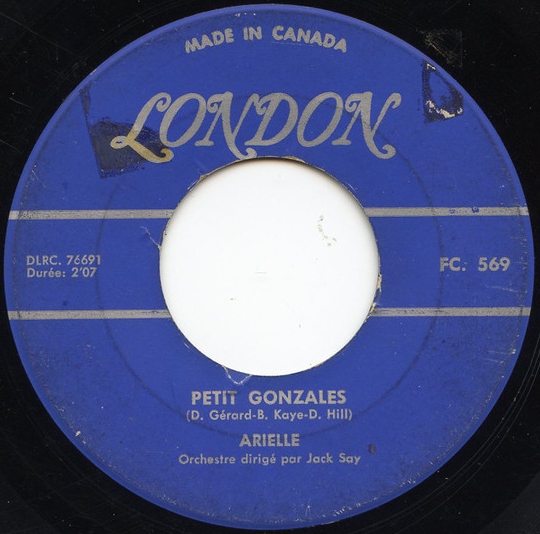 MADE IN CANADA
LONDON
DLRC. 76691
Durée: 2'07
FC. 569
PETIT GONZALES
(D. Gérard-B. Kaye-D. Hill)
ARIELLE
Orchestre dirigé par Jack Say